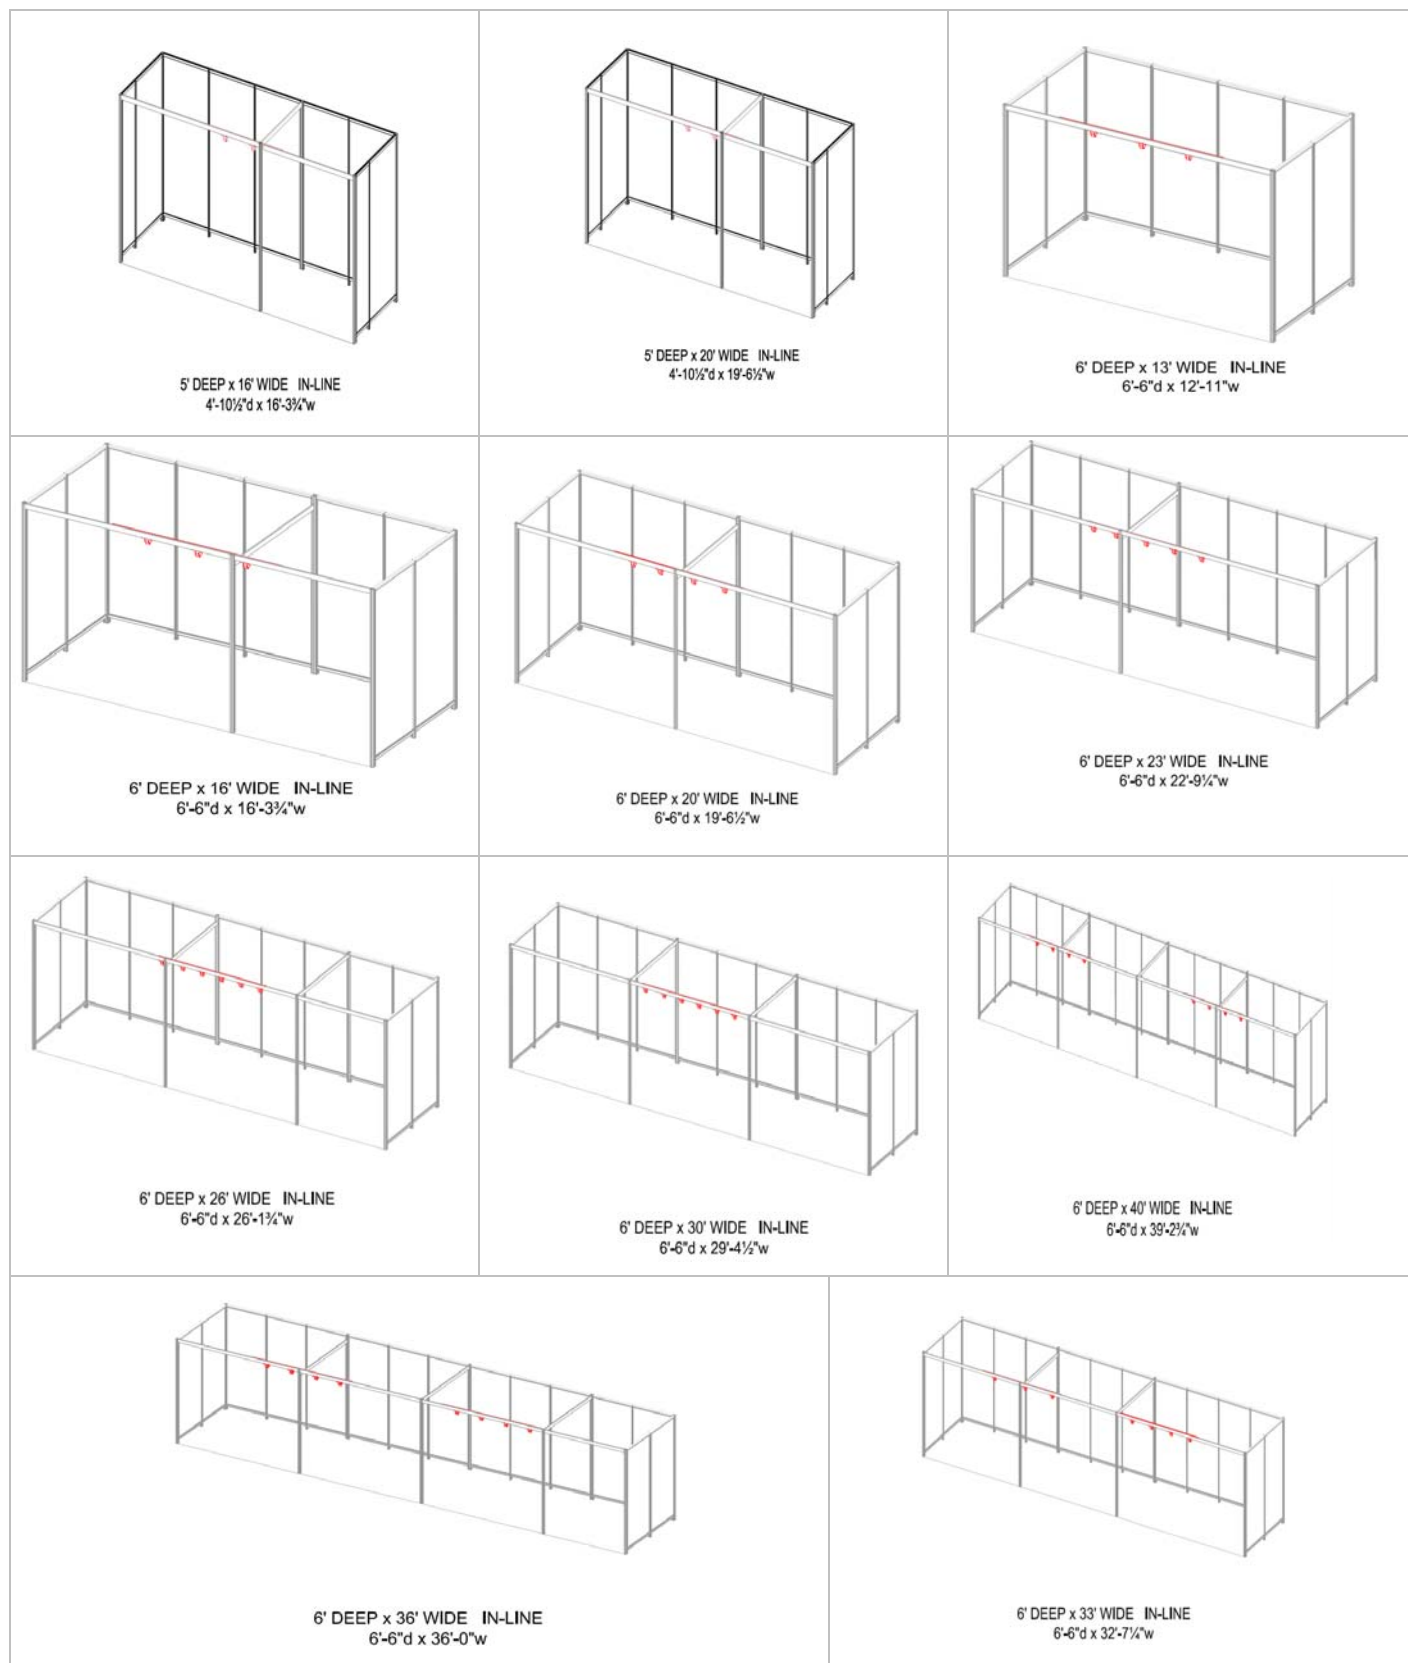 5' DEEP x 16' WIDE IN-LINE
4'-10½"d x 16'-3¾"w
5' DEEP x 20' WIDE IN-LINE
4'-10½"d x 19'-6½"w
6' DEEP x 13' WIDE IN-LINE
6'-6"d x 12'-11"w
6' DEEP x 16' WIDE IN-LINE
6'-6"d x 16'-3¾"w
6' DEEP x 20' WIDE IN-LINE
6'-6"d x 19'-6½"w
6' DEEP x 23' WIDE IN-LINE
6'-6"d x 22'-9¼"w
6' DEEP x 26' WIDE IN-LINE
6'-6"d x 26'-1¾"w
6' DEEP x 30' WIDE IN-LINE
6'-6"d x 29'-4½"w
6' DEEP x 40' WIDE IN-LINE
6'-6"d x 39'-2¾"w
6' DEEP x 36' WIDE IN-LINE
6'-6"d x 36'-0"w
6' DEEP x 33' WIDE IN-LINE
6'-6"d x 32'-7¼"w